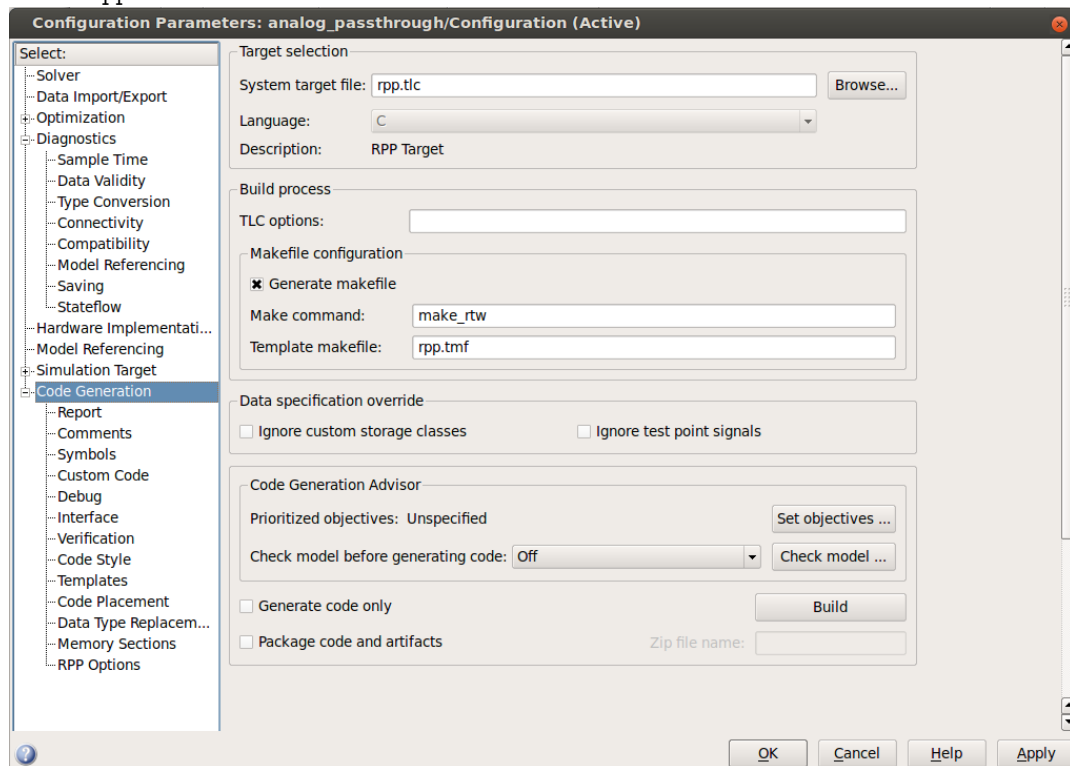 Configuration Parameters: analog_passthrough/Configuration (Active)
Select:
Solver
Data Import/Export
Optimization
Diagnostics
Sample Time
Data Validity
Type Conversion
Connectivity
Compatibility
Model Referencing
Saving
Stateflow
Hardware Implementati...
Model Referencing
Simulation Target
Code Generation
Report
Comments
Symbols
Custom Code
Debug
Interface
Verification
Code Style
Templates
Code Placement
Data Type Replacem...
Memory Sections
RPP Options
Target selection
System target file: rpp.tlc Browse...
Language: C
Description: RPP Target
Build process
TLC options:
Makefile configuration
Generate makefile
Make command: make_rtw
Template makefile: rpp.tmf
Data specification override
Ignore custom storage classes Ignore test point signals
Code Generation Advisor
Prioritized objectives: Unspecified Set objectives ...
Check model before generating code: Off Check model ...
Generate code only Build
Package code and artifacts Zip file name:
OK Cancel Help Apply